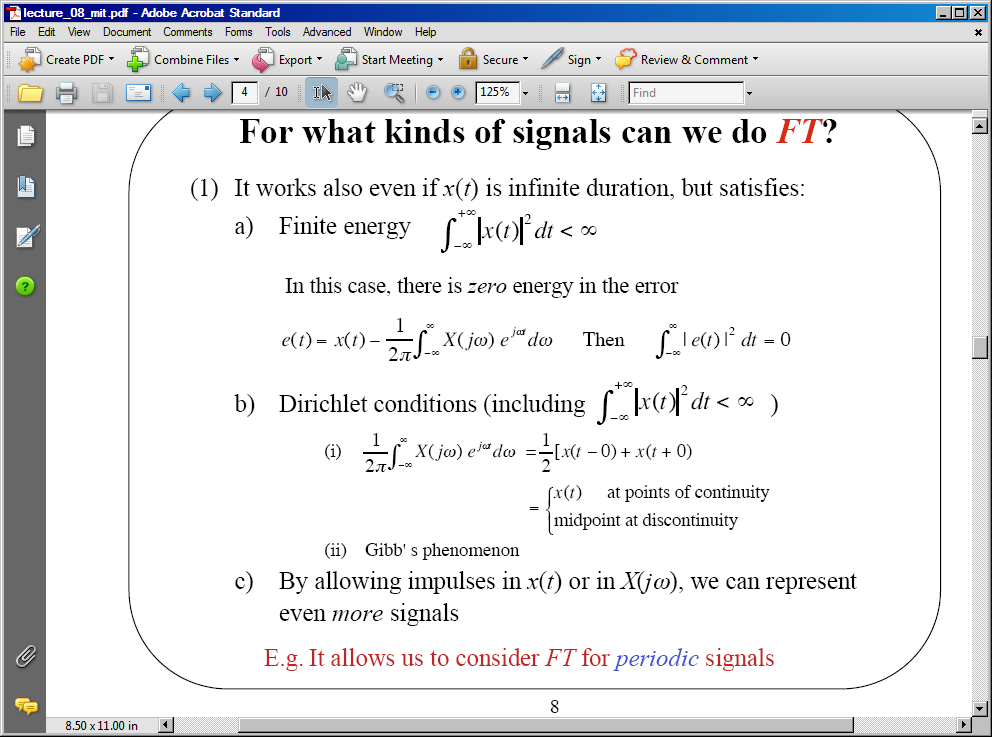 lecture_08_mit.pdf - Adobe Acrobat Standard
File Edit View Document Comments Forms Tools Advanced Window Help
Create PDF Combine Files Export Start Meeting Secure Sign Review & Comment
4 / 10 125% Find
For what kinds of signals can we do FT?
(1) It works also even if x(t) is infinite duration, but satisfies:
a) Finite energy ∫_{-∞}^{+∞} |x(t)|² dt < ∞
In this case, there is zero energy in the error
e(t) = x(t) − 1/2π ∫_{-∞}^{∞} X(jω) e^{jωt} dω Then ∫_{-∞}^{∞} | e(t) |² dt = 0
b) Dirichlet conditions (including ∫_{-∞}^{+∞} |x(t)|² dt < ∞ )
(i) 1/2π ∫_{-∞}^{∞} X(jω) e^{jωt} dω = 1/2 [x(t − 0) + x(t + 0)
= { x(t) at points of continuity
midpoint at discontinuity
(ii) Gibb' s phenomenon
c) By allowing impulses in x(t) or in X(jω), we can represent
even more signals
E.g. It allows us to consider FT for periodic signals
8
8.50 x 11.00 in